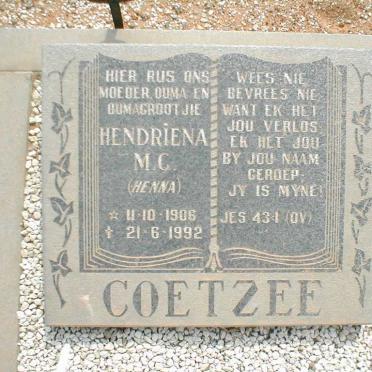 HIER RUS ONS
MOEDER OUMA EN
OUMAGROOTJIE
HENDRIENA
M.C.
(HENNA)
☆ 11-10-1906
✝ 21-6-1992
WEES NIE
BEVREES NIE
WANT EK HET
JOU VERLOS,
EK HET JOU
BY JOU NAAM
GEROEP-
JY IS MYNE!
JES 43:1 (OV)
COETZEE